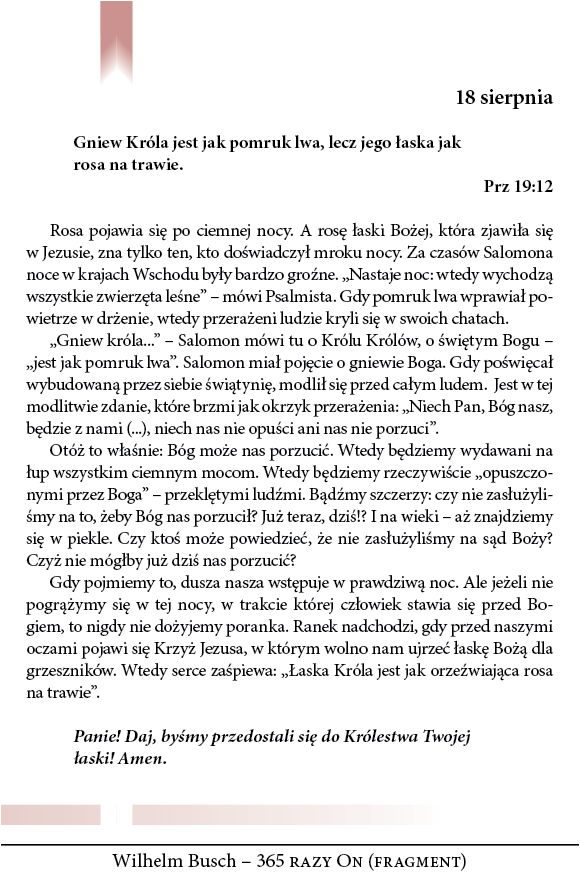 18 sierpnia
Gniew Króla jest jak pomruk lwa, lecz jego łaska jak
rosa na trawie.
Prz 19:12
Rosa pojawia się po ciemnej nocy. A rosę łaski Bożej, która zjawiła się
w Jezusie, zna tylko ten, kto doświadczył mroku nocy. Za czasów Salomona
noce w krajach Wschodu były bardzo groźne. „Nastaje noc: wtedy wychodzą
wszystkie zwierzęta leśne” – mówi Psalmista. Gdy pomruk lwa wprawiał po-
wietrze w drżenie, wtedy przerażeni ludzie kryli się w swoich chatach.
„Gniew króla...” – Salomon mówi tu o Królu Królów, o świętym Bogu –
„jest jak pomruk lwa”. Salomon miał pojęcie o gniewie Boga. Gdy poświęcał
wybudowaną przez siebie świątynię, modlił się przed całym ludem. Jest w tej
modlitwie zdanie, które brzmi jak okrzyk przerażenia: „Niech Pan, Bóg nasz,
będzie z nami (...), niech nas nie opuści ani nas nie porzuci”.
Otóż to właśnie: Bóg może nas porzucić. Wtedy będziemy wydawani na
łup wszystkim ciemnym mocom. Wtedy będziemy rzeczywiście „opuszczo-
nymi przez Boga” – przeklętymi ludźmi. Bądźmy szczerzy: czy nie zasłużyli-
śmy na to, żeby Bóg nas porzucił? Już teraz, dziś!? I na wieki – aż znajdziemy
się w piekle. Czy ktoś może powiedzieć, że nie zasłużyliśmy na sąd Boży?
Czyż nie mógłby już dziś nas porzucić?
Gdy pojmiemy to, dusza nasza wstępuje w prawdziwą noc. Ale jeżeli nie
pogrążymy się w tej nocy, w trakcie której człowiek stawia się przed Bo-
giem, to nigdy nie dożyjemy poranka. Ranek nadchodzi, gdy przed naszymi
oczami pojawi się Krzyż Jezusa, w którym wolno nam ujrzeć łaskę Bożą dla
grzeszników. Wtedy serce zaśpiewa: „Łaska Króla jest jak orzeźwiająca rosa
na trawie”.
Panie! Daj, byśmy przedostali się do Królestwa Twojej
łaski! Amen.
Wilhelm Busch – 365 razy On (fragment)